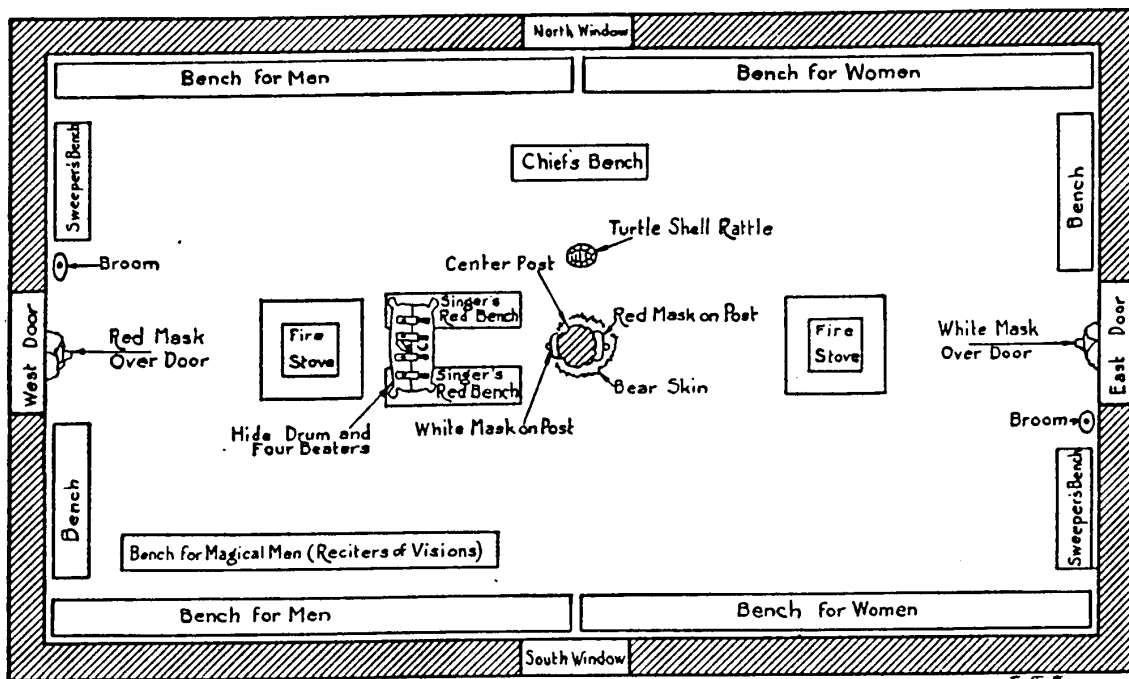 North Window
Bench for Men
Bench for Women
Sweeper's Bench
Chief's Bench
Bench
Turtle Shell Rattle
Center Post
Broom
Singer's
Red Bench
Red Mask on Post
West Door
Red Mask
Over Door
Fire
Stove
Fire
Stove
White Mask
Over Door
East Door
Singer's
Red Bench
Bear Skin
Hide Drum and
Four Beaters
White Mask on Post
Broom
Bench
Sweeper's Bench
Bench for Magical Men (Reciters of Visions)
Bench for Men
Bench for Women
South Window